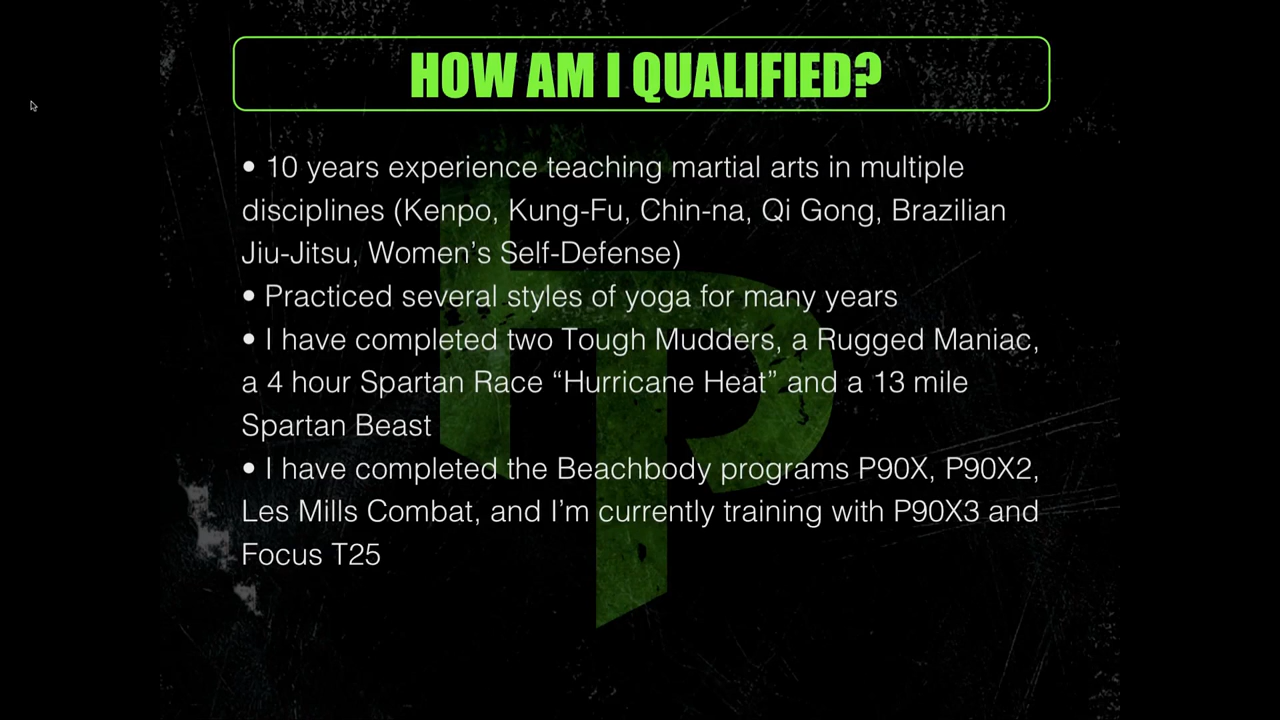 HOW AM I QUALIFIED?
• 10 years experience teaching martial arts in multiple
disciplines (Kenpo, Kung-Fu, Chin-na, Qi Gong, Brazilian
Jiu-Jitsu, Women’s Self-Defense)
• Practiced several styles of yoga for many years
• I have completed two Tough Mudders, a Rugged Maniac,
a 4 hour Spartan Race “Hurricane Heat” and a 13 mile
Spartan Beast
• I have completed the Beachbody programs P90X, P90X2,
Les Mills Combat, and I’m currently training with P90X3 and
Focus T25